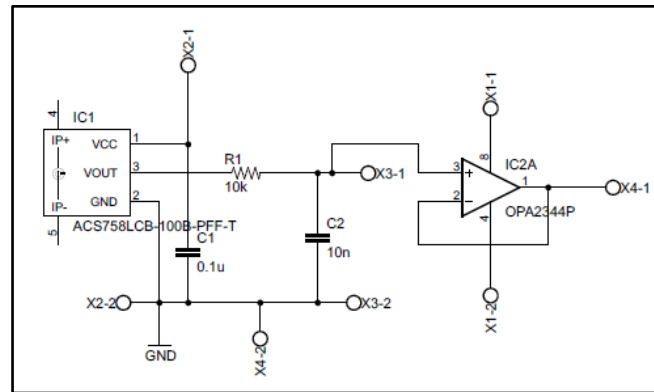 X2-1
4
IC1
IP+
VCC
1
VOUT
3
GND
2
IP-
5
ACS758LCB-100B-PFF-T
R1
10k
C1
0.1u
C2
10n
X3-1
X1-1
8
3
+
2
-
1
4
IC2A
OPA2344P
X4-1
X2-2
X3-2
X1-2
GND
X4-2